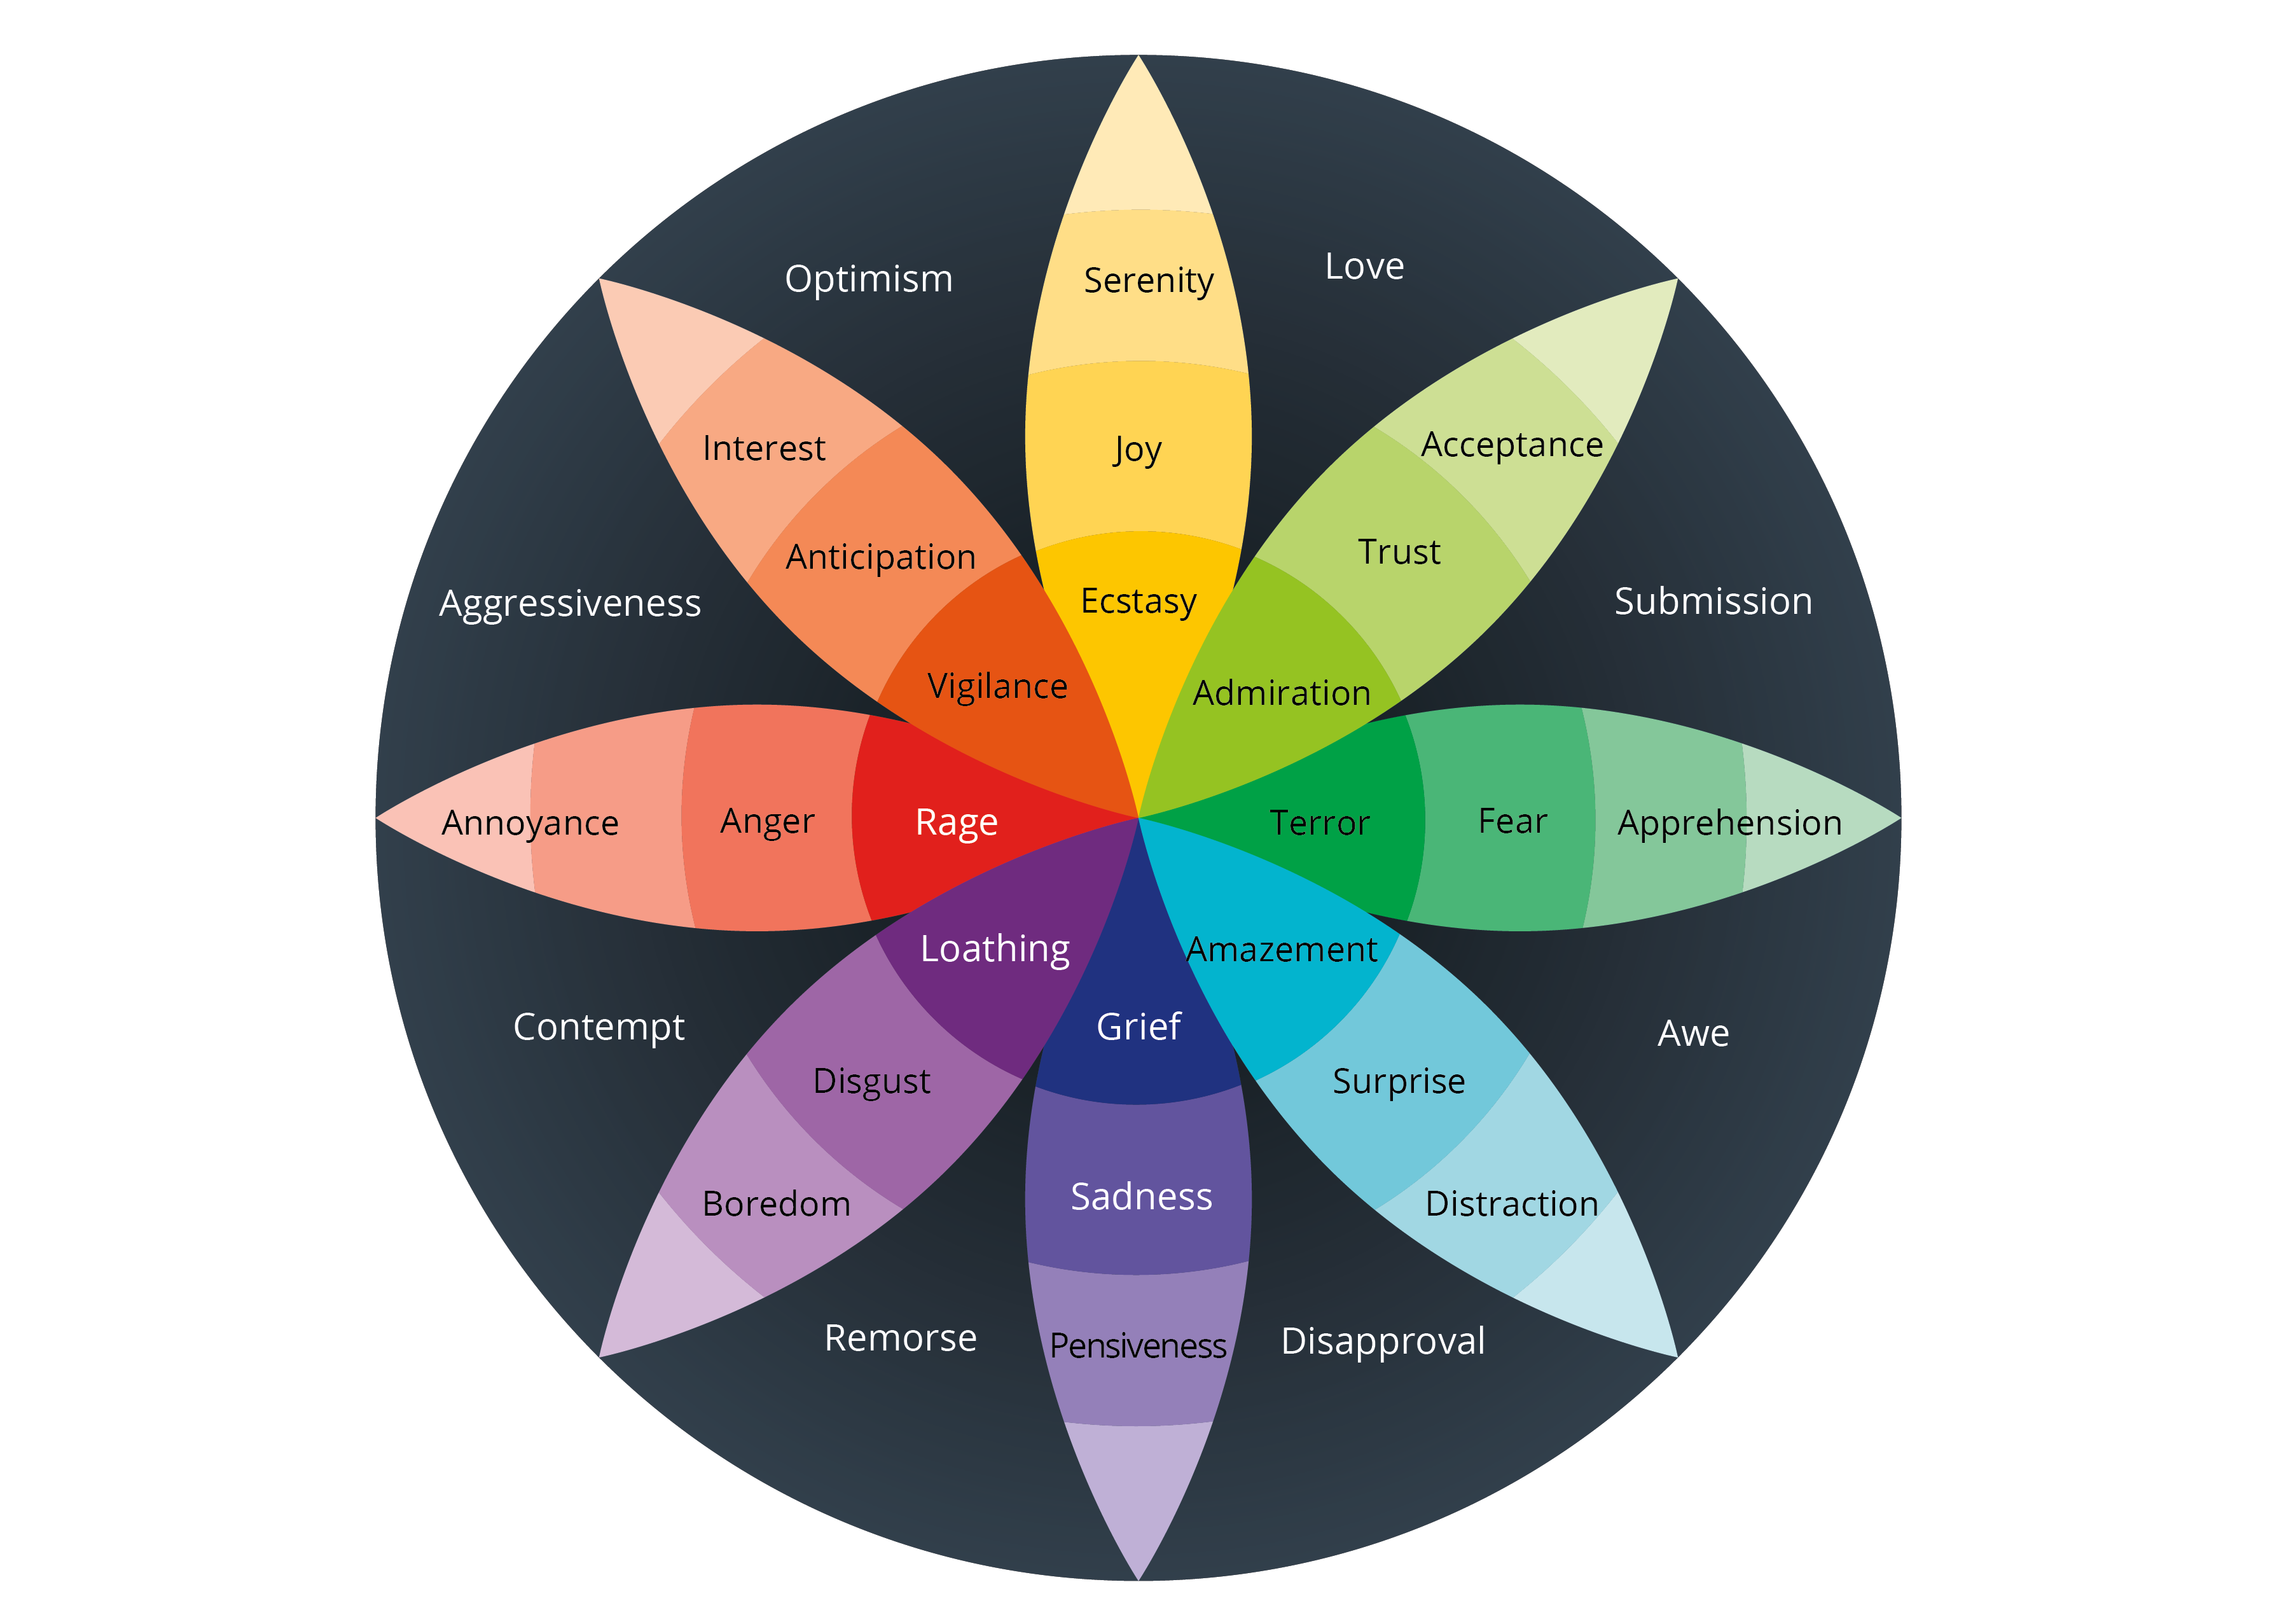 Optimism
Serenity
Love
Interest
Joy
Acceptance
Anticipation
Trust
Aggressiveness
Ecstasy
Submission
Vigilance
Admiration
Annoyance
Anger
Rage
Terror
Fear
Apprehension
Loathing
Amazement
Contempt
Grief
Awe
Disgust
Surprise
Boredom
Sadness
Distraction
Remorse
Pensiveness
Disapproval